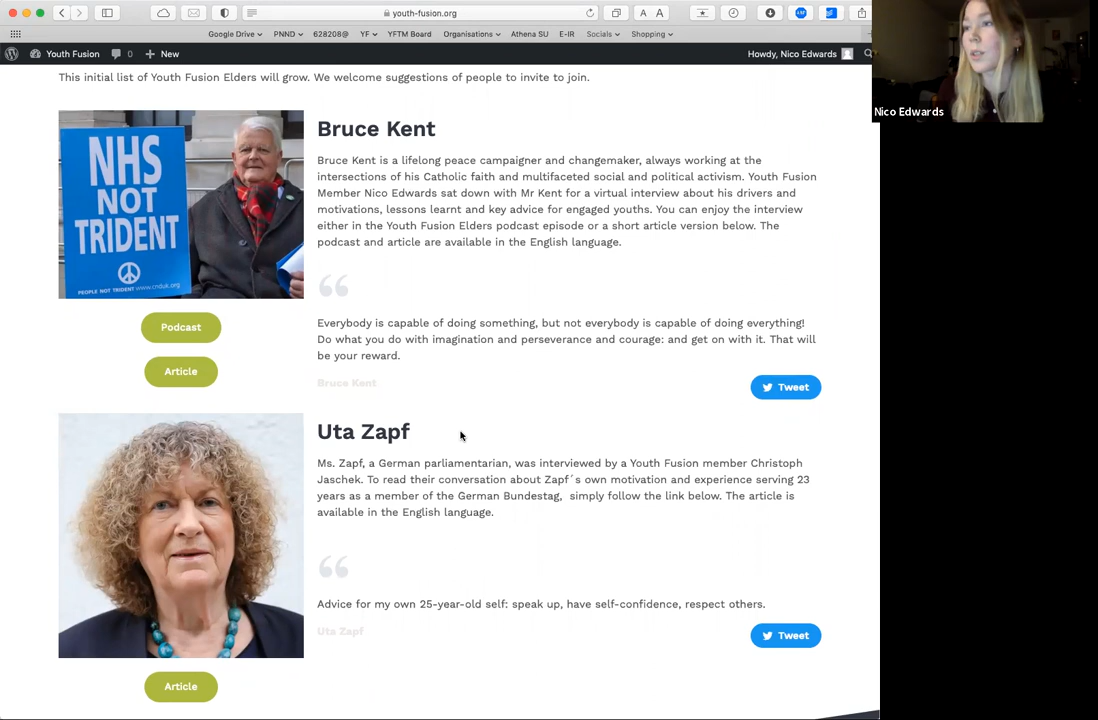 youth-fusion.org
A A
Google Drive PNND 628208@ YF YFTM Board Organisations Athena SU E-IR Socials Shopping
Youth Fusion 0 New Howdy, Nico Edwards
This initial list of Youth Fusion Elders will grow. We welcome suggestions of people to invite to join.
Nico Edwards
NHS
NOT
TRIDENT
PEOPLE NOT TRIDENT www.cnduk.org
Podcast
Article
Bruce Kent
Bruce Kent is a lifelong peace campaigner and changemaker, always working at the
intersections of his Catholic faith and multifaceted social and political activism. Youth Fusion
Member Nico Edwards sat down with Mr Kent for a virtual interview about his drivers and
motivations, lessons learnt and key advice for engaged youths. You can enjoy the interview
either in the Youth Fusion Elders podcast episode or a short article version below. The
podcast and article are available in the English language.
“
Everybody is capable of doing something, but not everybody is capable of doing everything!
Do what you do with imagination and perseverance and courage: and get on with it. That will
be your reward.
Bruce Kent
Tweet
Uta Zapf
Ms. Zapf, a German parliamentarian, was interviewed by a Youth Fusion member Christoph
Jaschek. To read their conversation about Zapf´s own motivation and experience serving 23
years as a member of the German Bundestag,  simply follow the link below. The article is
available in the English language.
“
Advice for my own 25-year-old self: speak up, have self-confidence, respect others.
Uta Zapf
Tweet
Article